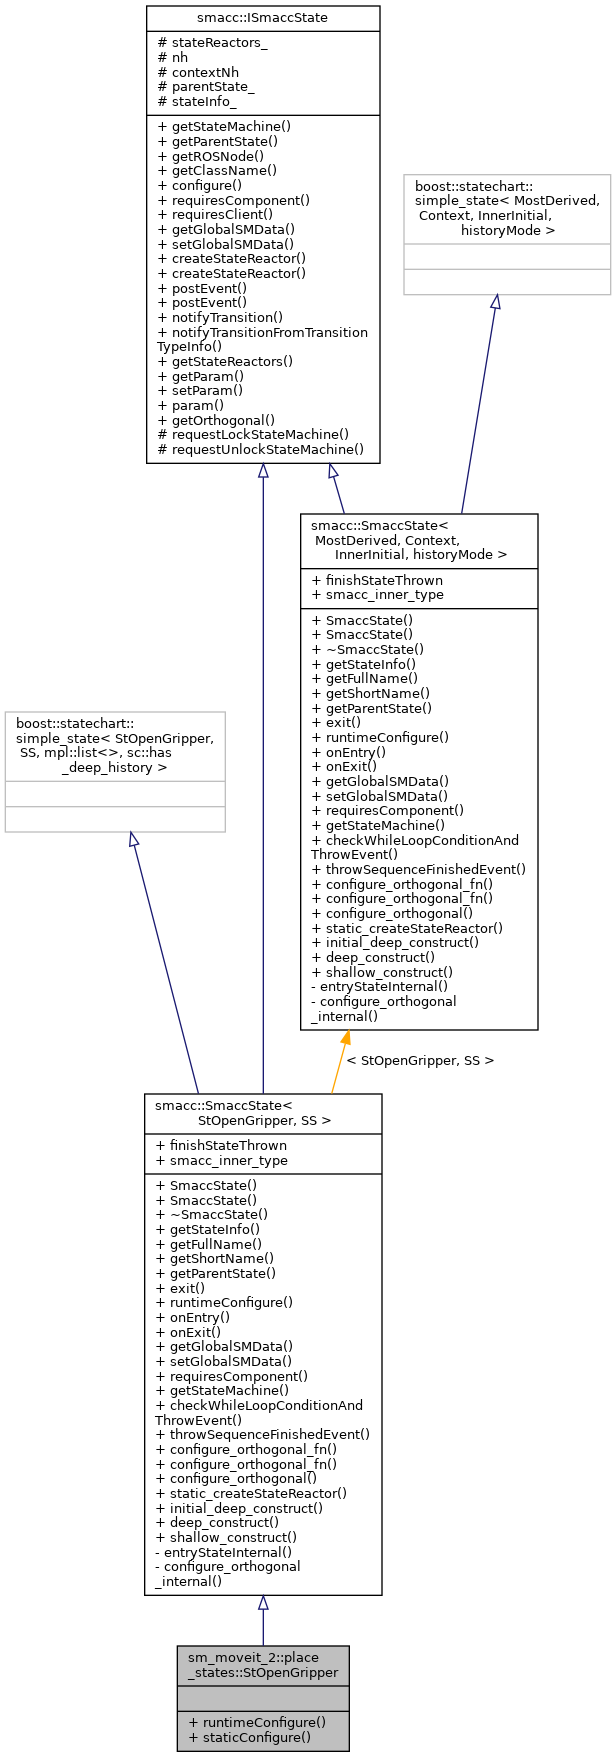 smacc::ISmaccState
# stateReactors_
# nh
# contextNh
# parentState_
# stateInfo_
+ getStateMachine()
+ getParentState()
+ getROSNode()
+ getClassName()
+ configure()
+ requiresComponent()
+ requiresClient()
+ getGlobalSMData()
+ setGlobalSMData()
+ createStateReactor()
+ createStateReactor()
+ postEvent()
+ postEvent()
+ notifyTransition()
+ notifyTransitionFromTransition
TypeInfo()
+ getStateReactors()
+ getParam()
+ setParam()
+ param()
+ getOrthogonal()
# requestLockStateMachine()
# requestUnlockStateMachine()
boost::statechart::
simple_state< MostDerived,
Context, InnerInitial,
historyMode >
smacc::SmaccState<
MostDerived, Context,
InnerInitial, historyMode >
+ finishStateThrown
+ smacc_inner_type
+ SmaccState()
+ SmaccState()
+ ~SmaccState()
+ getStateInfo()
+ getFullName()
+ getShortName()
+ getParentState()
+ exit()
+ runtimeConfigure()
+ onEntry()
+ onExit()
+ getGlobalSMData()
+ setGlobalSMData()
+ requiresComponent()
+ getStateMachine()
+ checkWhileLoopConditionAnd
ThrowEvent()
+ throwSequenceFinishedEvent()
+ configure_orthogonal_fn()
+ configure_orthogonal_fn()
+ configure_orthogonal()
+ static_createStateReactor()
+ initial_deep_construct()
+ deep_construct()
+ shallow_construct()
- entryStateInternal()
- configure_orthogonal
_internal()
boost::statechart::
simple_state< StOpenGripper,
SS, mpl::list<>, sc::has
_deep_history >
< StOpenGripper, SS >
smacc::SmaccState<
StOpenGripper, SS >
+ finishStateThrown
+ smacc_inner_type
+ SmaccState()
+ SmaccState()
+ ~SmaccState()
+ getStateInfo()
+ getFullName()
+ getShortName()
+ getParentState()
+ exit()
+ runtimeConfigure()
+ onEntry()
+ onExit()
+ getGlobalSMData()
+ setGlobalSMData()
+ requiresComponent()
+ getStateMachine()
+ checkWhileLoopConditionAnd
ThrowEvent()
+ throwSequenceFinishedEvent()
+ configure_orthogonal_fn()
+ configure_orthogonal_fn()
+ configure_orthogonal()
+ static_createStateReactor()
+ initial_deep_construct()
+ deep_construct()
+ shallow_construct()
- entryStateInternal()
- configure_orthogonal
_internal()
sm_moveit_2::place
_states::StOpenGripper
+ runtimeConfigure()
+ staticConfigure()